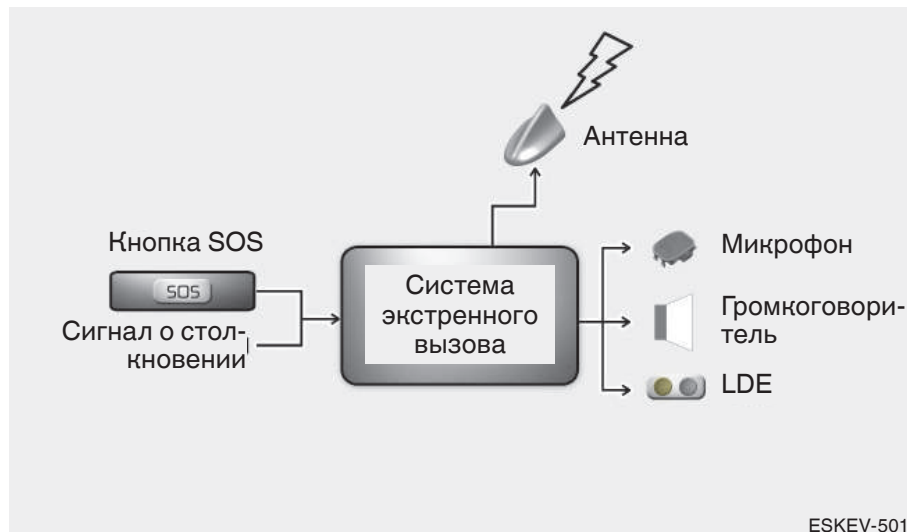 Антенна
Кнопка SOS
SOS
Сигнал о стол-
кновении
Система
экстренного
вызова
Микрофон
Громкоговори-
тель
LDE
ESKEV-501